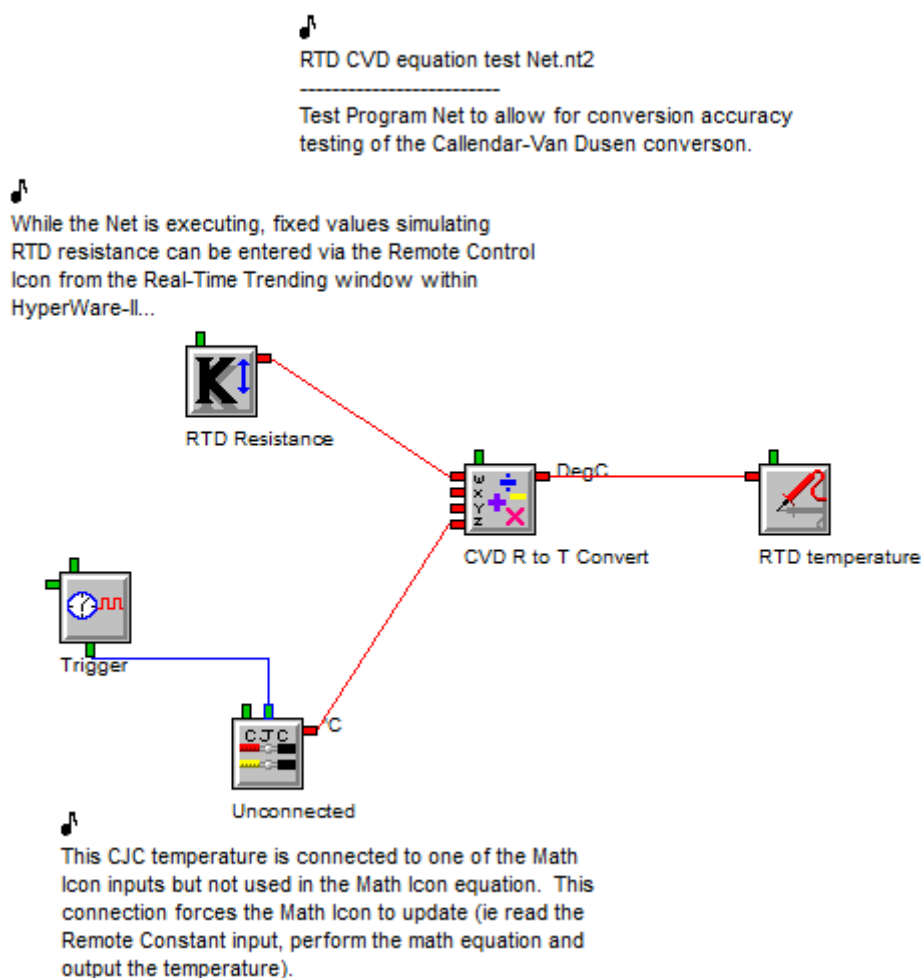 RTD CVD equation test Net.nt2
-------------------------
Test Program Net to allow for conversion accuracy
testing of the Callendar-Van Dusen converson.
While the Net is executing, fixed values simulating
RTD resistance can be entered via the Remote Control
Icon from the Real-Time Trending window within
HyperWare-II...
K
RTD Resistance
W
X
Y
Z
DegC
CVD R to T Convert
RTD temperature
Trigger
CJC
°C
Unconnected
This CJC temperature is connected to one of the Math
Icon inputs but not used in the Math Icon equation. This
connection forces the Math Icon to update (ie read the
Remote Constant input, perform the math equation and
output the temperature).